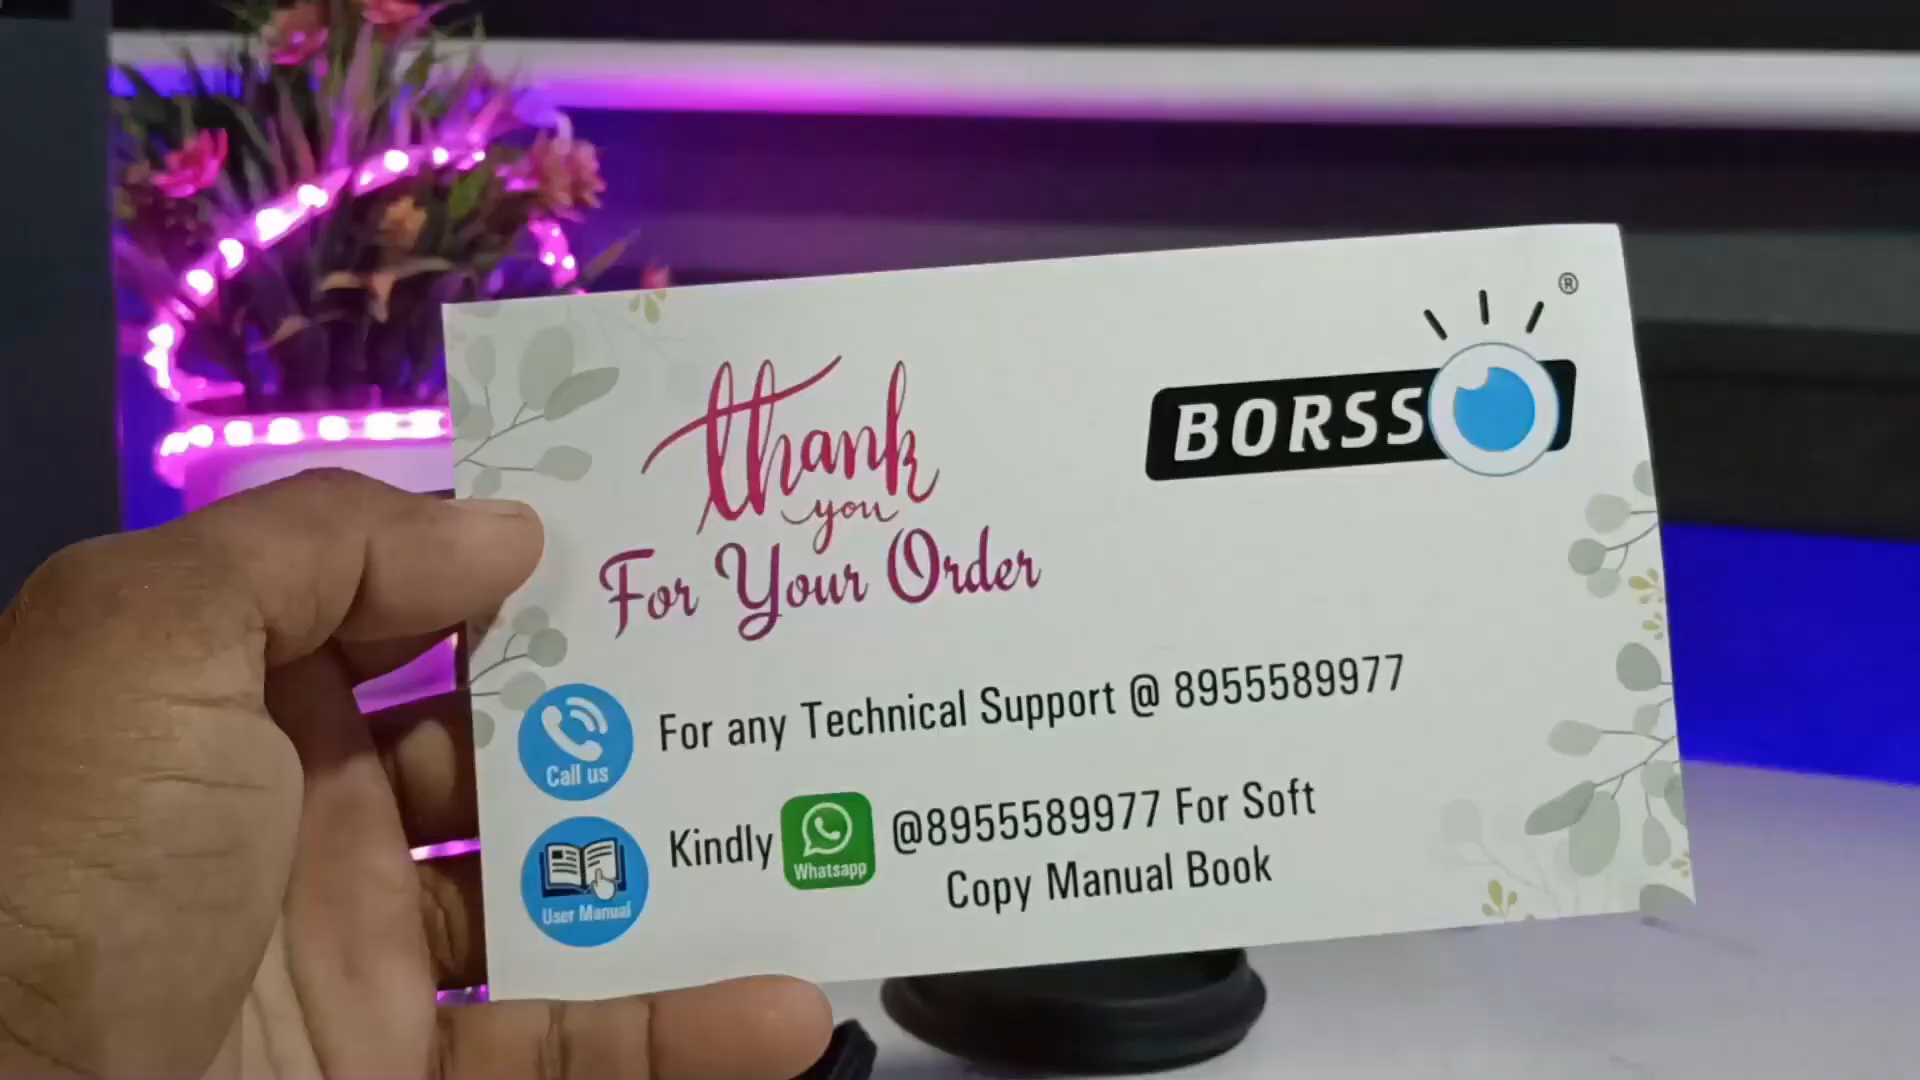 thank
you
For Your Order
BORSS
®
Call us
For any Technical Support @ 8955589977
User Manual
Kindly Whatsapp @8955589977 For Soft
Copy Manual Book